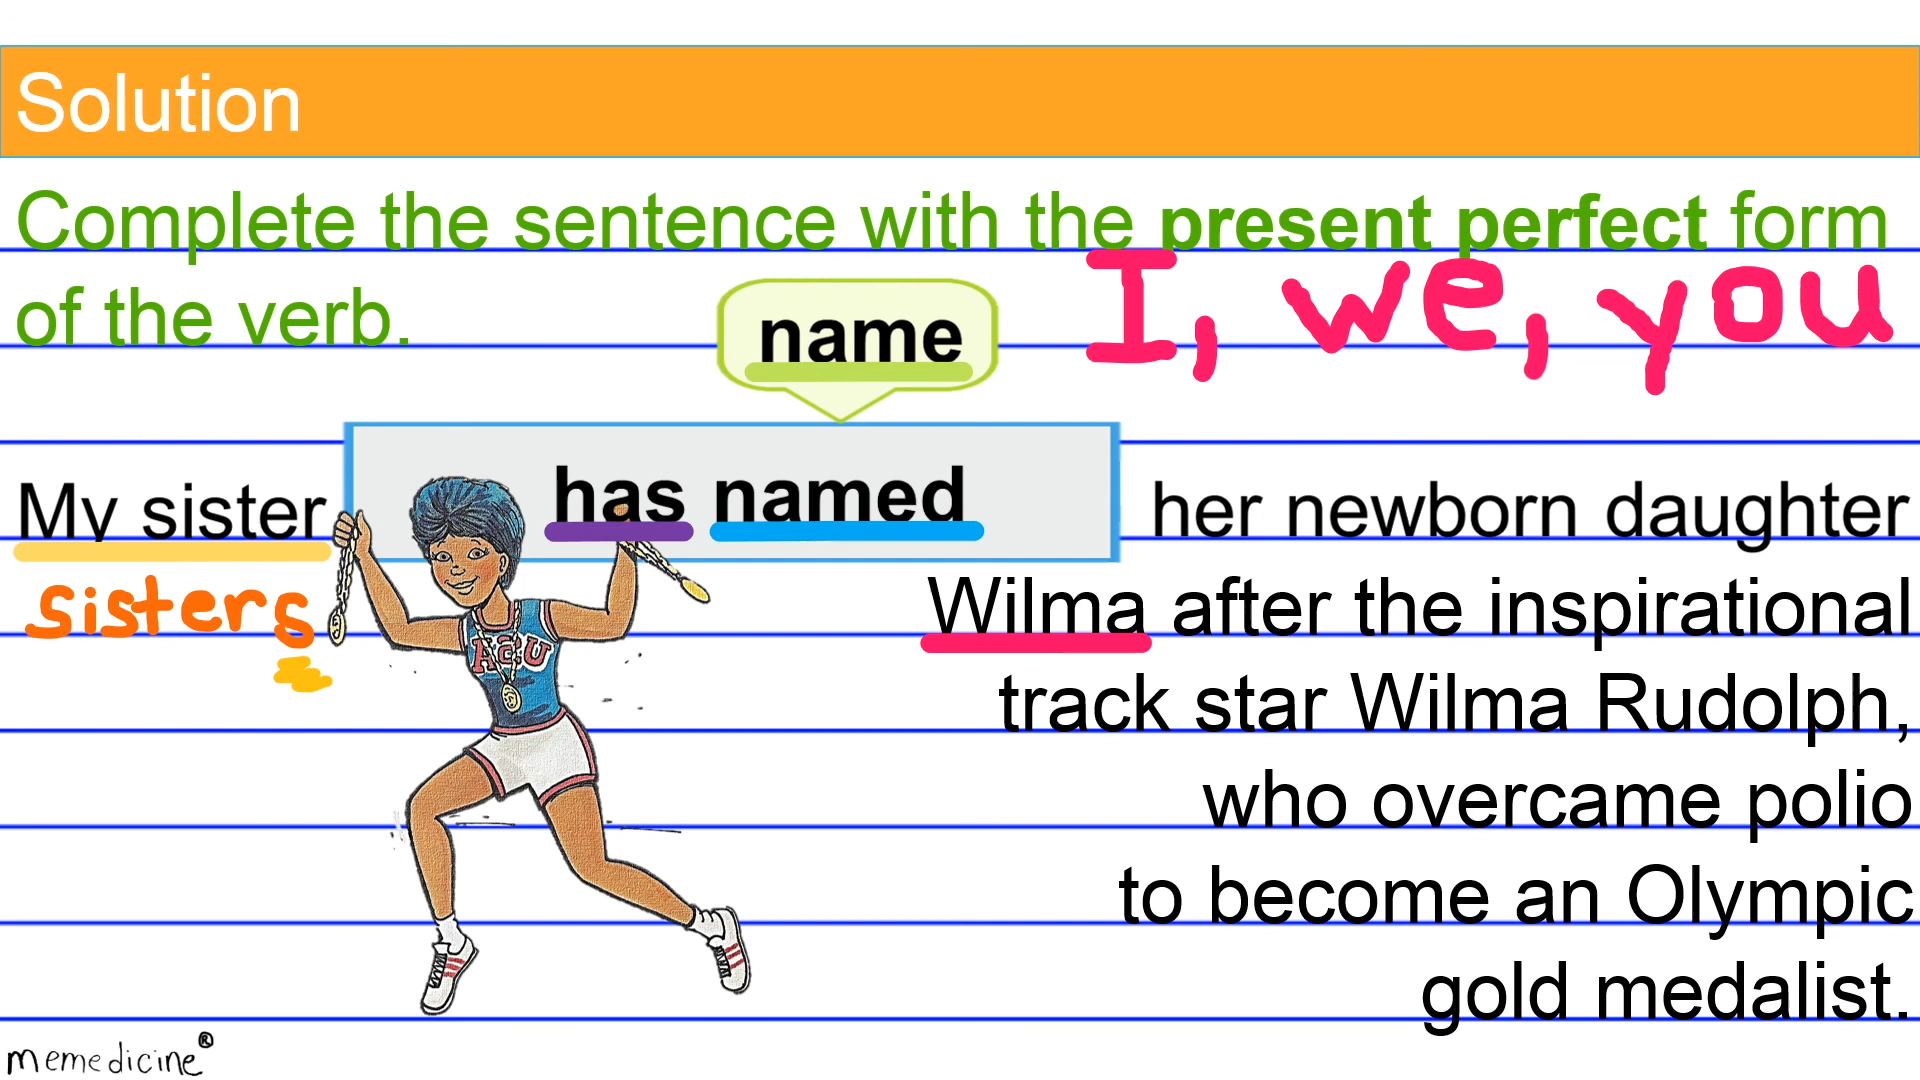 Solution
Complete the sentence with the present perfect form
of the verb.
name
I, we, you
My sister has named her newborn daughter
sisters
Wilma after the inspirational
ACU
track star Wilma Rudolph,
who overcame polio
to become an Olympic
gold medalist.
memedicine®